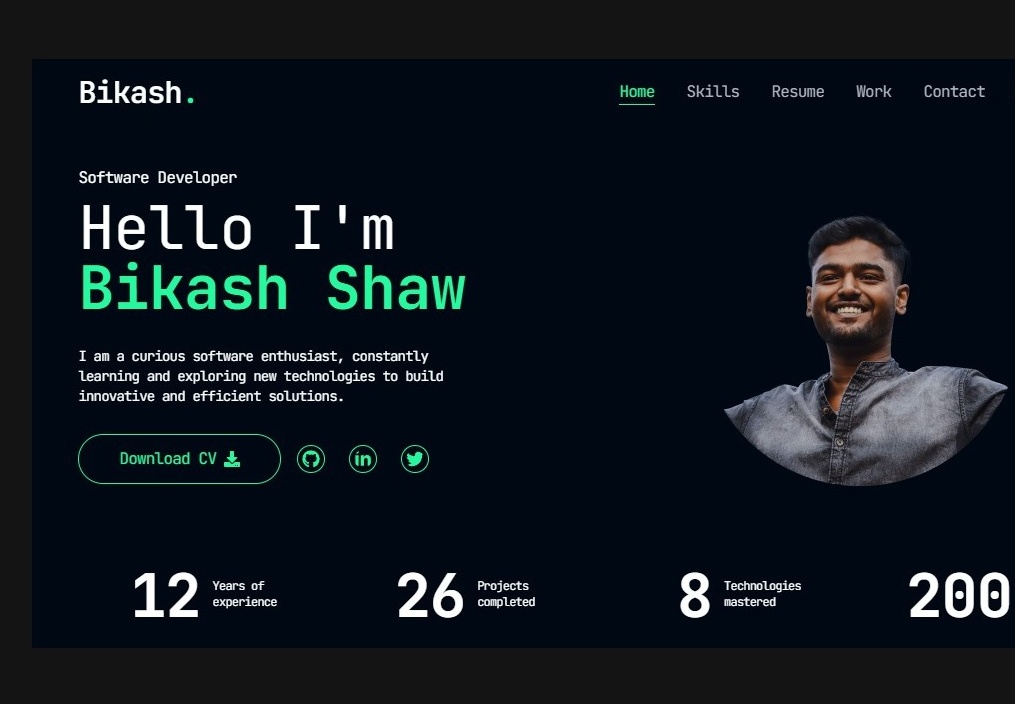 Bikash.
Home Skills Resume Work Contact
Software Developer
Hello I'm
Bikash Shaw
I am a curious software enthusiast, constantly
learning and exploring new technologies to build
innovative and efficient solutions.
Download CV
in
12 Years of
experience
26 Projects
completed
8 Technologies
mastered
200